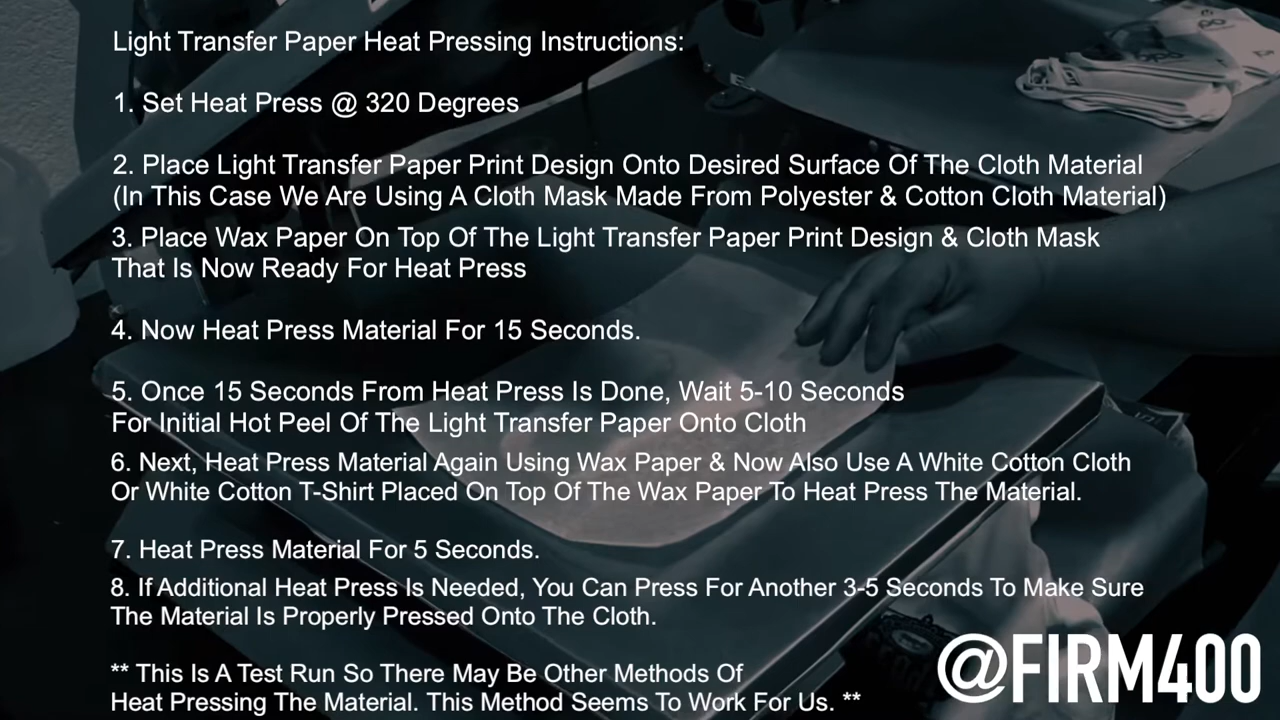 Light Transfer Paper Heat Pressing Instructions:
1. Set Heat Press @ 320 Degrees
2. Place Light Transfer Paper Print Design Onto Desired Surface Of The Cloth Material
(In This Case We Are Using A Cloth Mask Made From Polyester & Cotton Cloth Material)
3. Place Wax Paper On Top Of The Light Transfer Paper Print Design & Cloth Mask
That Is Now Ready For Heat Press
4. Now Heat Press Material For 15 Seconds.
5. Once 15 Seconds From Heat Press Is Done, Wait 5-10 Seconds
For Initial Hot Peel Of The Light Transfer Paper Onto Cloth
6. Next, Heat Press Material Again Using Wax Paper & Now Also Use A White Cotton Cloth
Or White Cotton T-Shirt Placed On Top Of The Wax Paper To Heat Press The Material.
7. Heat Press Material For 5 Seconds.
8. If Additional Heat Press Is Needed, You Can Press For Another 3-5 Seconds To Make Sure
The Material Is Properly Pressed Onto The Cloth.
** This Is A Test Run So There May Be Other Methods Of
Heat Pressing The Material. This Method Seems To Work For Us. **
@FIRM400